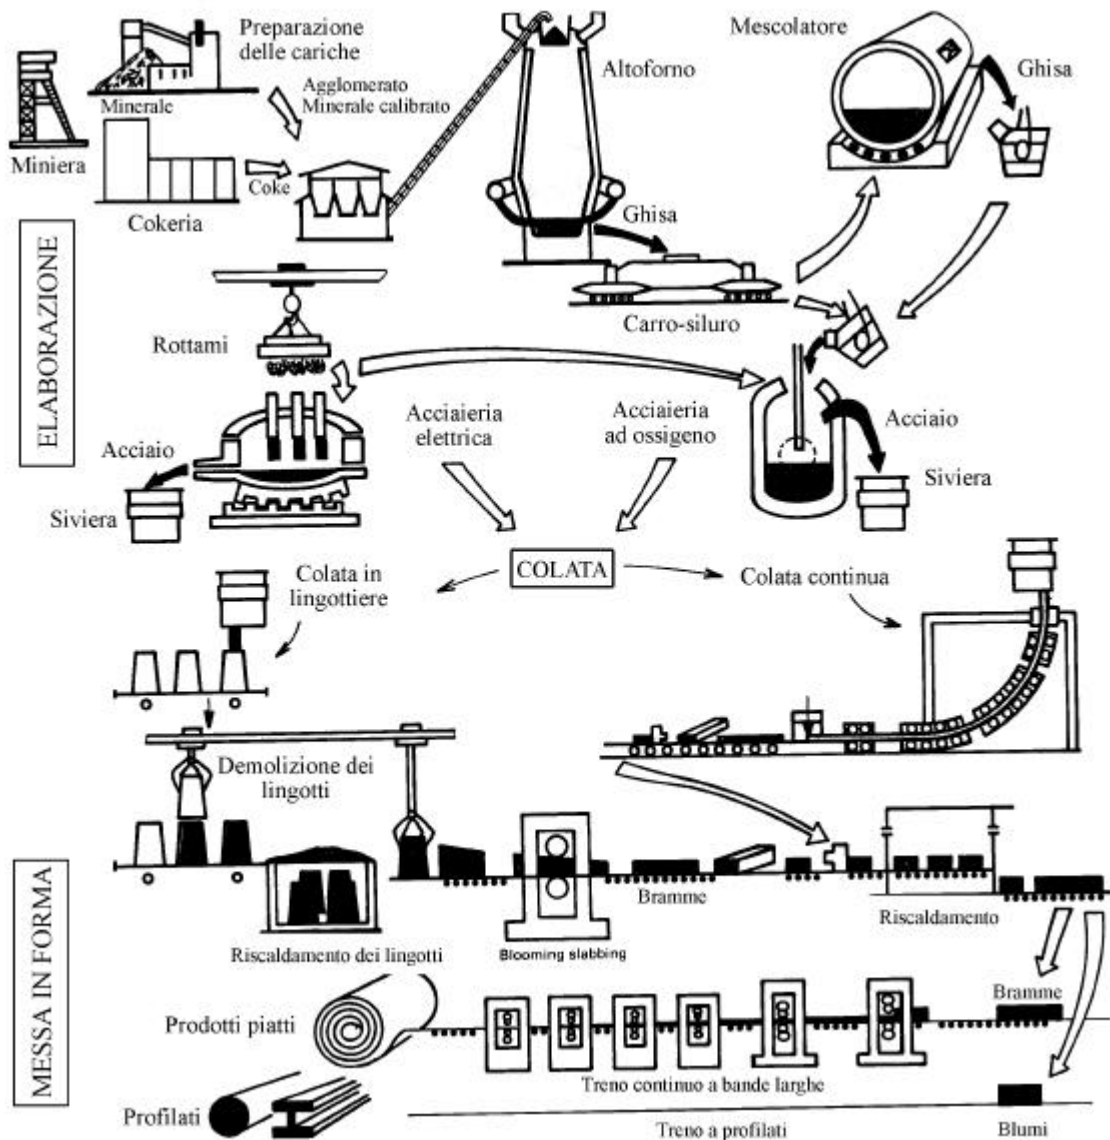 Preparazione
delle cariche
Altoforno
Mescolatore
Ghisa
Minerale
Agglomerato
Minerale calibrato
Miniera
Coke
Cokeria
Ghisa
ELABORAZIONE
Carro-siluro
Rottami
Acciaieria
elettrica
Acciaieria
ad ossigeno
Acciaio
Acciaio
Siviera
Siviera
COLATA
Colata in
lingottiere
Colata continua
Demolizione dei
lingotti
MESSA IN FORMA
Bramme
Riscaldamento
Riscaldamento dei lingotti
Blooming slabbing
Bramme
Prodotti piatti
Treno continuo a bande larghe
Profilati
Treno a profilati
Blumi